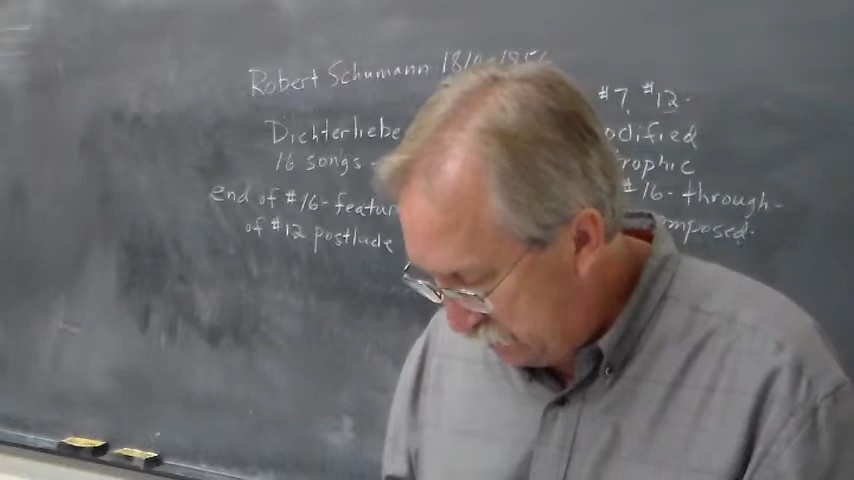 Robert Schumann 1810-1856
Dichterliebe
16 songs -
end of #16- featur
of #12 postlude
#7, #12-
odified
rophic
#16- through-
mposed.